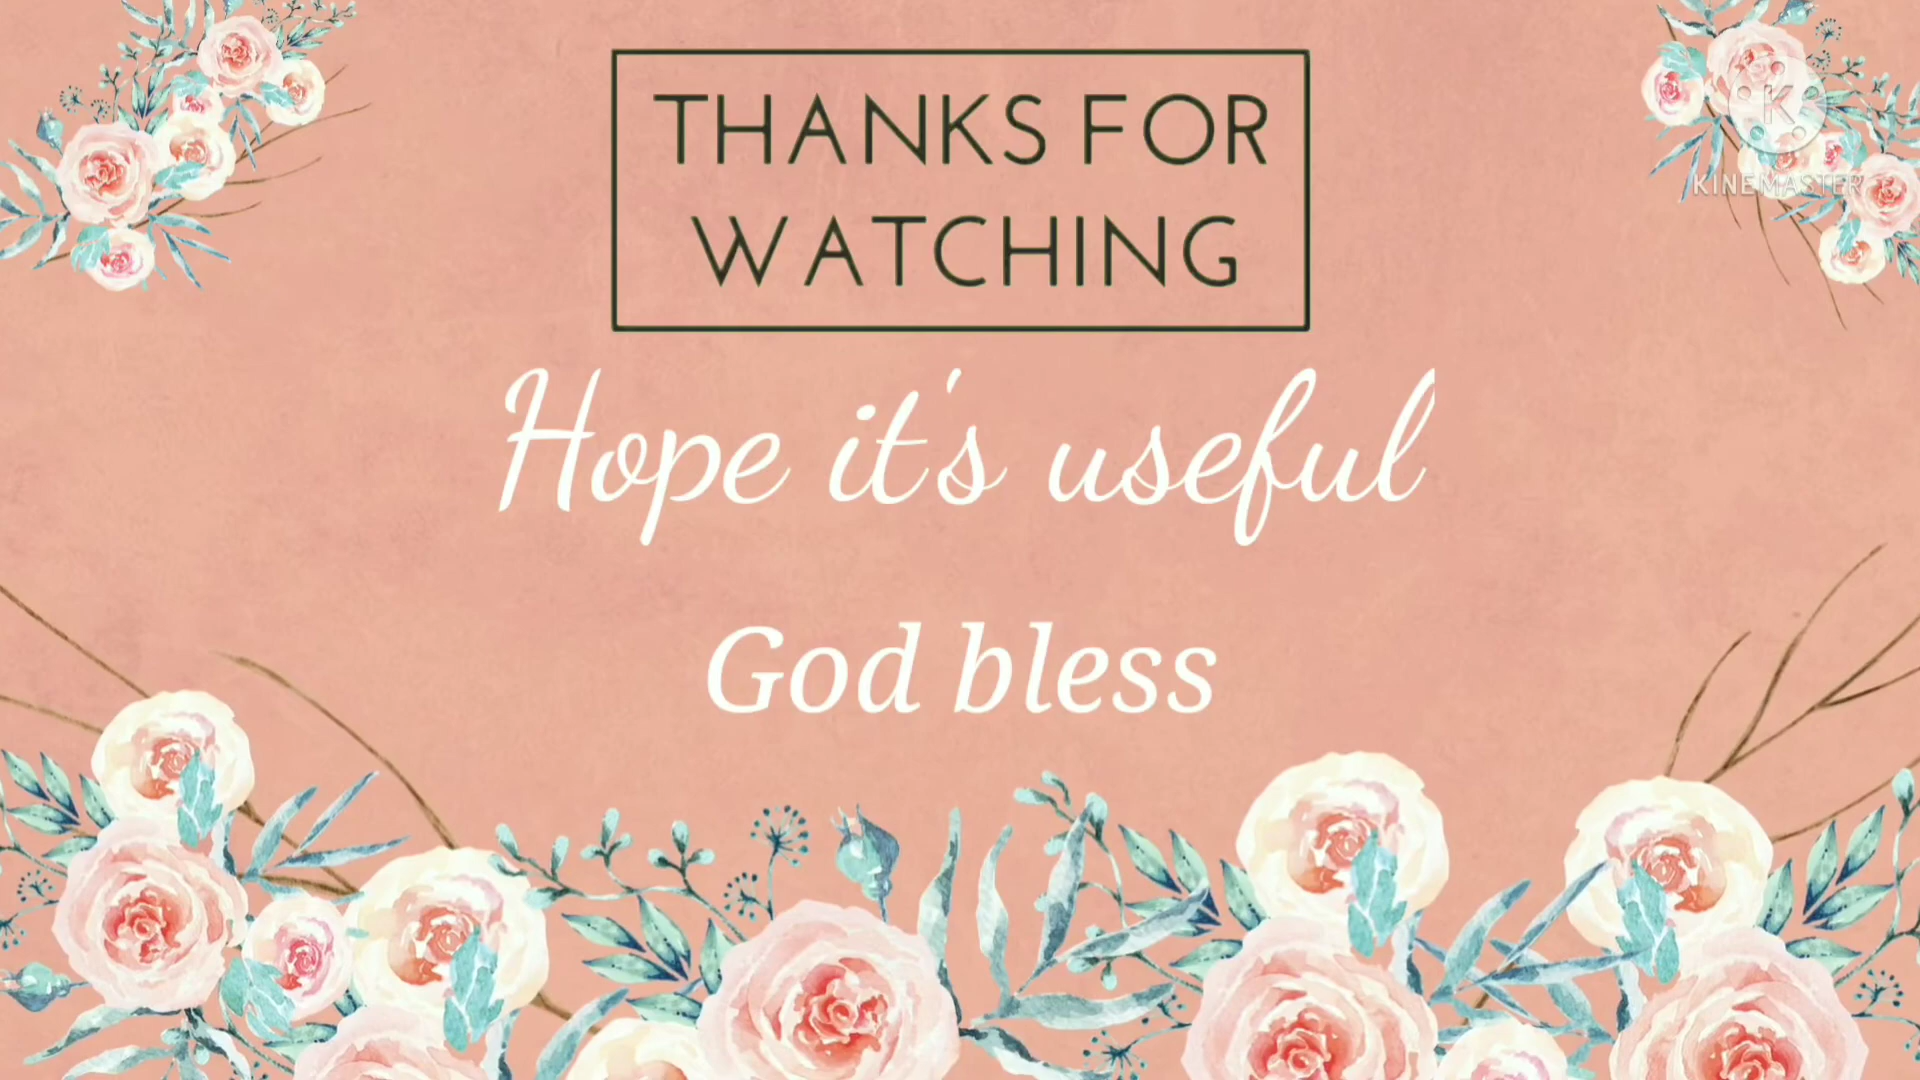 THANKS FOR
WATCHING
K
KINEMASTER
Hope it's useful
God bless